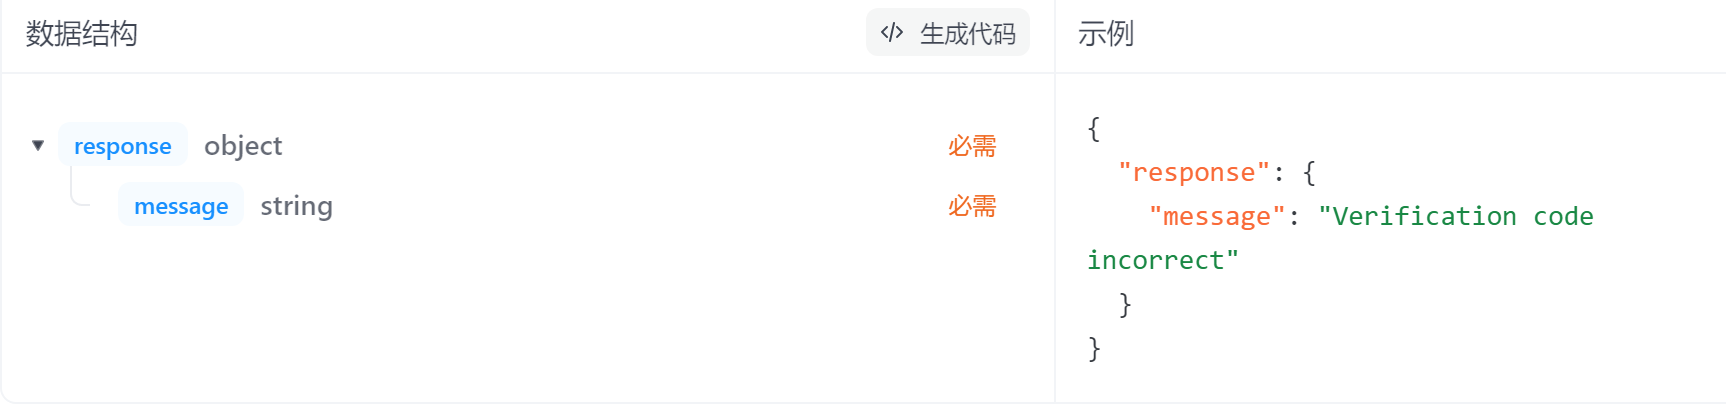 数据结构
生成代码
示例
response object 必需
message string 必需
{
"response": {
"message": "Verification code
incorrect"
}
}